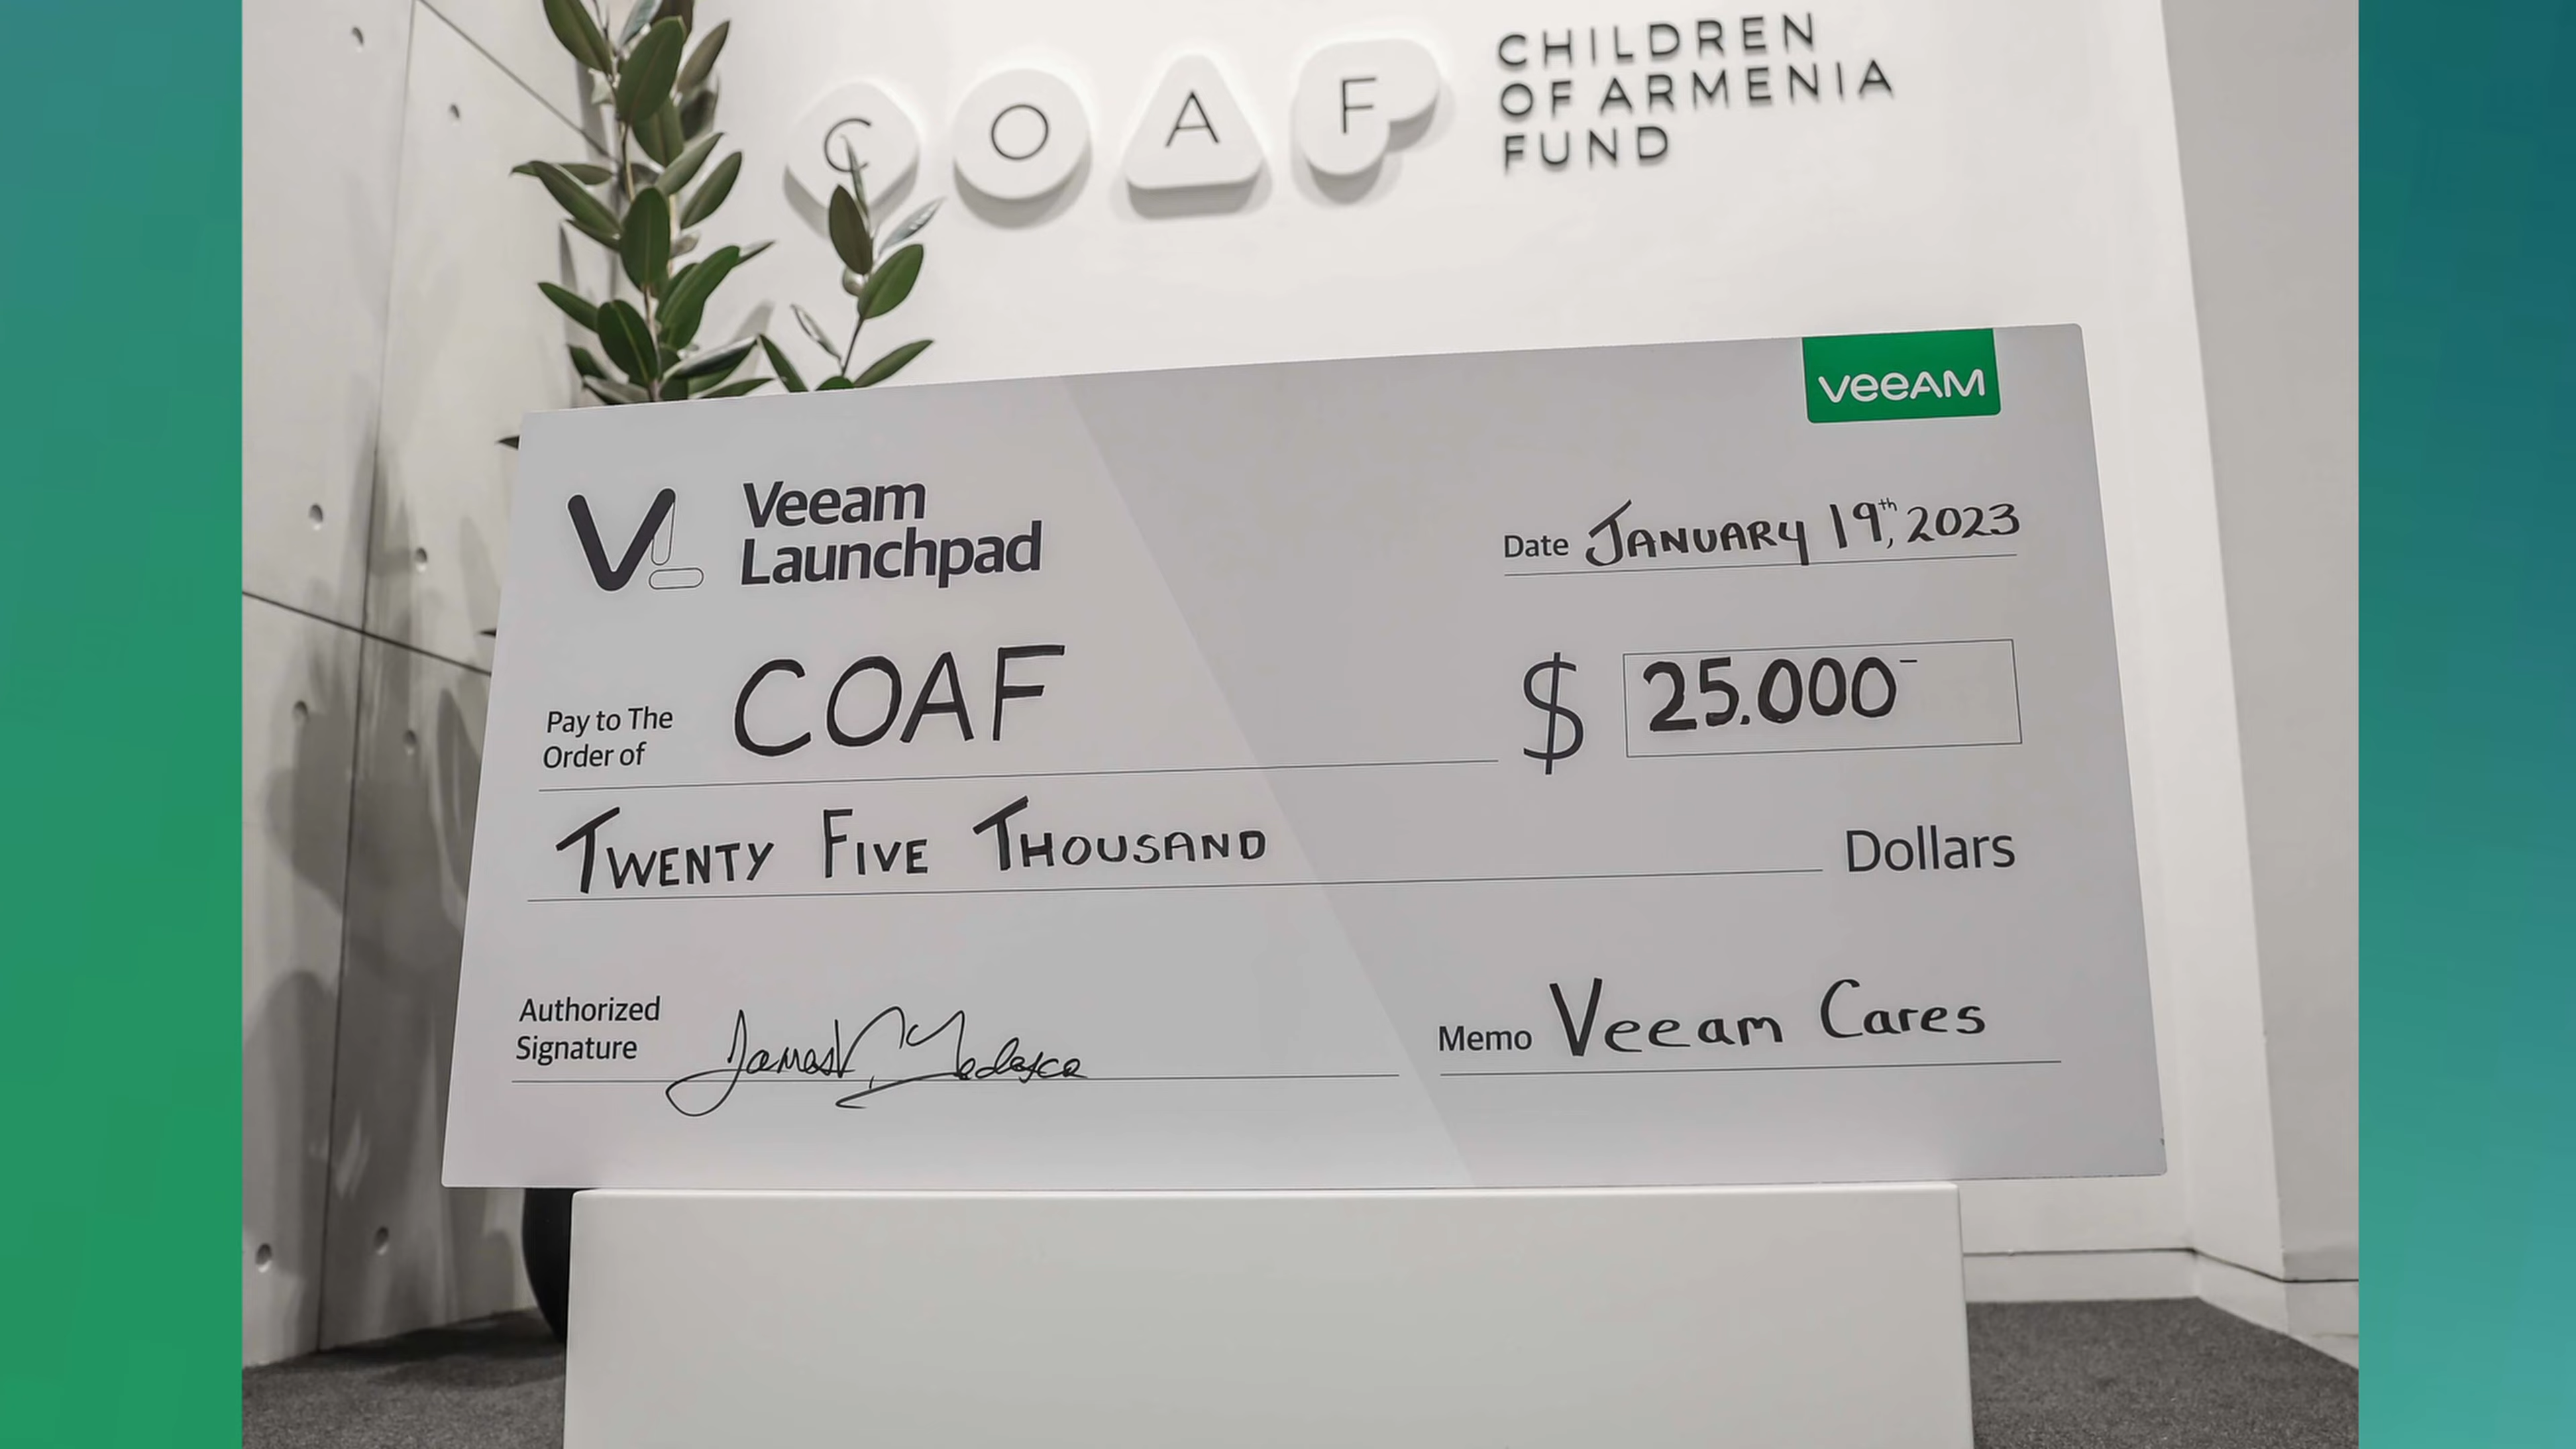 C O A F
CHILDREN
OF ARMENIA
FUND
veeAM
VL Veeam
Launchpad
Date JANUARY 19th, 2023
Pay to The
Order of COAF
$ 25.000-
TWENTY FIVE THOUSAND Dollars
Authorized
Signature
Memo Veeam Cares